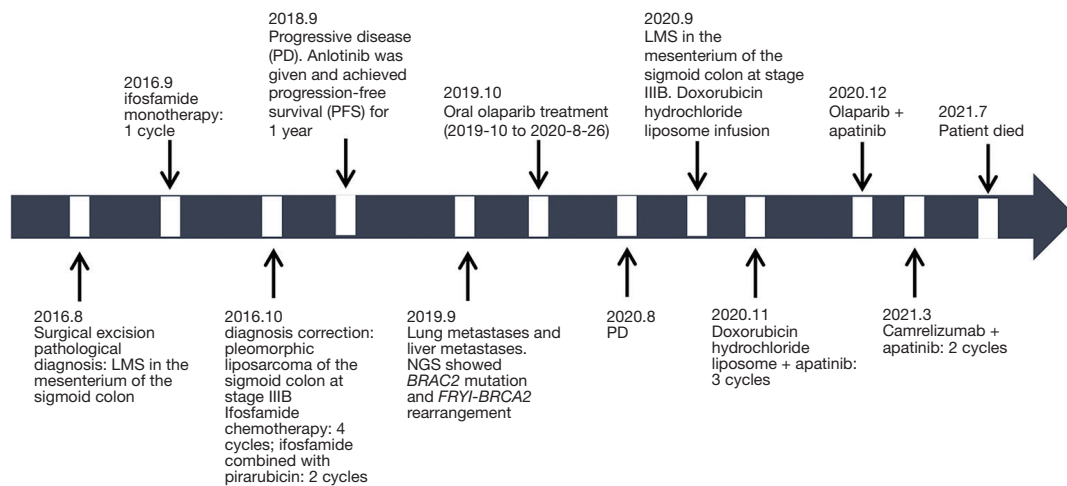 2016.8
Surgical excision
pathological
diagnosis: LMS in the
mesenterium of the
sigmoid colon
2016.9
ifosfamide
monotherapy:
1 cycle
2016.10
diagnosis correction:
pleomorphic
liposarcoma of the
sigmoid colon at
stage IIIB
Ifosfamide
chemotherapy: 4
cycles; ifosfamide
combined with
pirarubicin: 2 cycles
2018.9
Progressive disease
(PD). Anlotinib was
given and achieved
progression-free
survival (PFS) for
1 year
2019.9
Lung metastases and
liver metastases.
NGS showed
BRAC2 mutation
and FRYI-BRCA2
rearrangement
2019.10
Oral olaparib treatment
(2019-10 to 2020-8-26)
2020.8
PD
2020.9
LMS in the
mesenterium of the
sigmoid colon at stage
IIIB. Doxorubicin
hydrochloride
liposome infusion
2020.11
Doxorubicin
hydrochloride
liposome + apatinib:
3 cycles
2020.12
Olaparib +
apatinib
2021.3
Camrelizumab +
apatinib: 2 cycles
2021.7
Patient died